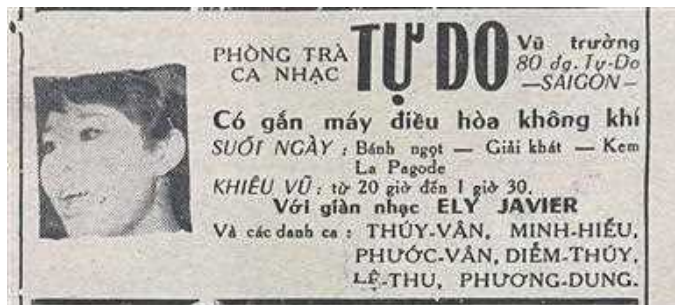 PHÒNG TRÀ
CA NHẠC
TỰ DO
Vũ trường
80 đg. Tự-Do
—SAIGON—
Có gắn máy điều hòa không khí
SUỐT NGÀY : Bánh ngọt — Giải khát — Kem
La Pagode
KHIÊU VŨ : từ 20 giờ đến 1 giờ 30.
Với giàn nhạc ELY JAVIER
Và các danh ca : THÚY-VÂN, MINH-HIẾU,
PHƯỚC-VÂN, DIỄM-THÚY,
LỆ-THU, PHƯƠNG-DUNG.